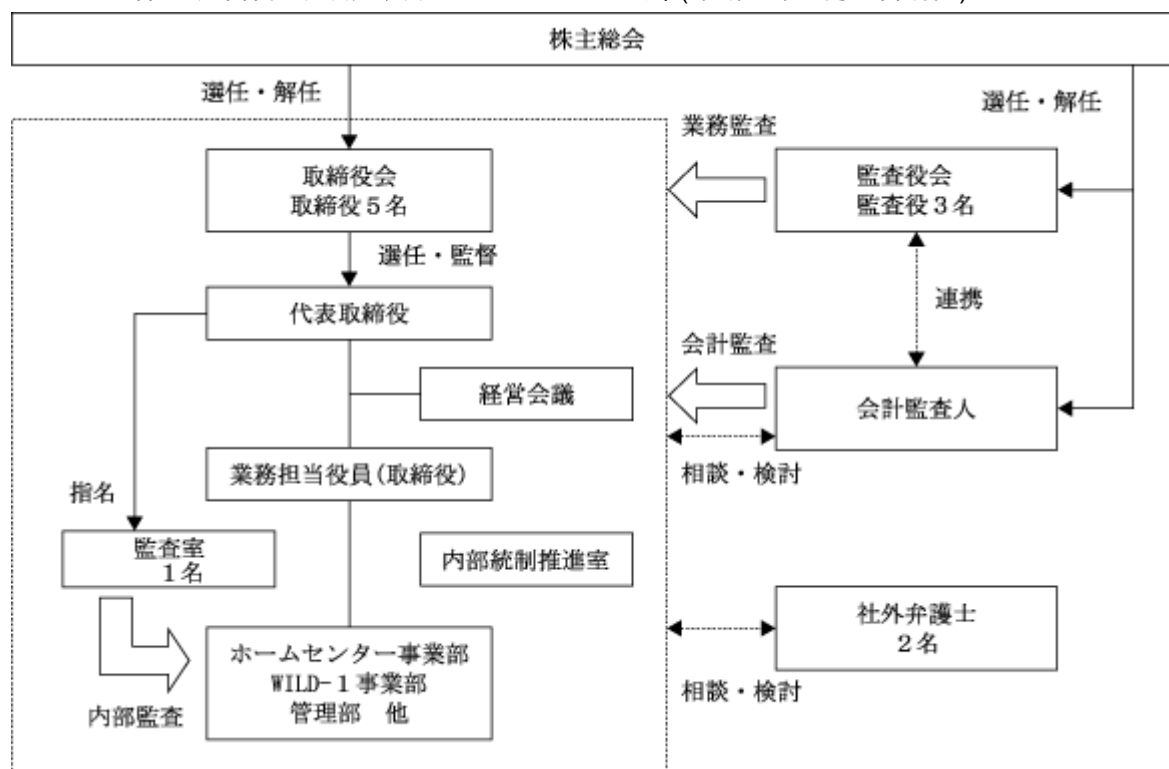 株主総会
選任・解任
選任・解任
業務監査
取締役会
取締役5名
監査役会
監査役3名
選任・監督
連携
代表取締役
会計監査
経営会議
会計監査人
業務担当役員(取締役)
相談・検討
指名
監査室
1名
内部統制推進室
社外弁護士
2名
ホームセンター事業部
WILD-1事業部
管理部 他
相談・検討
内部監査